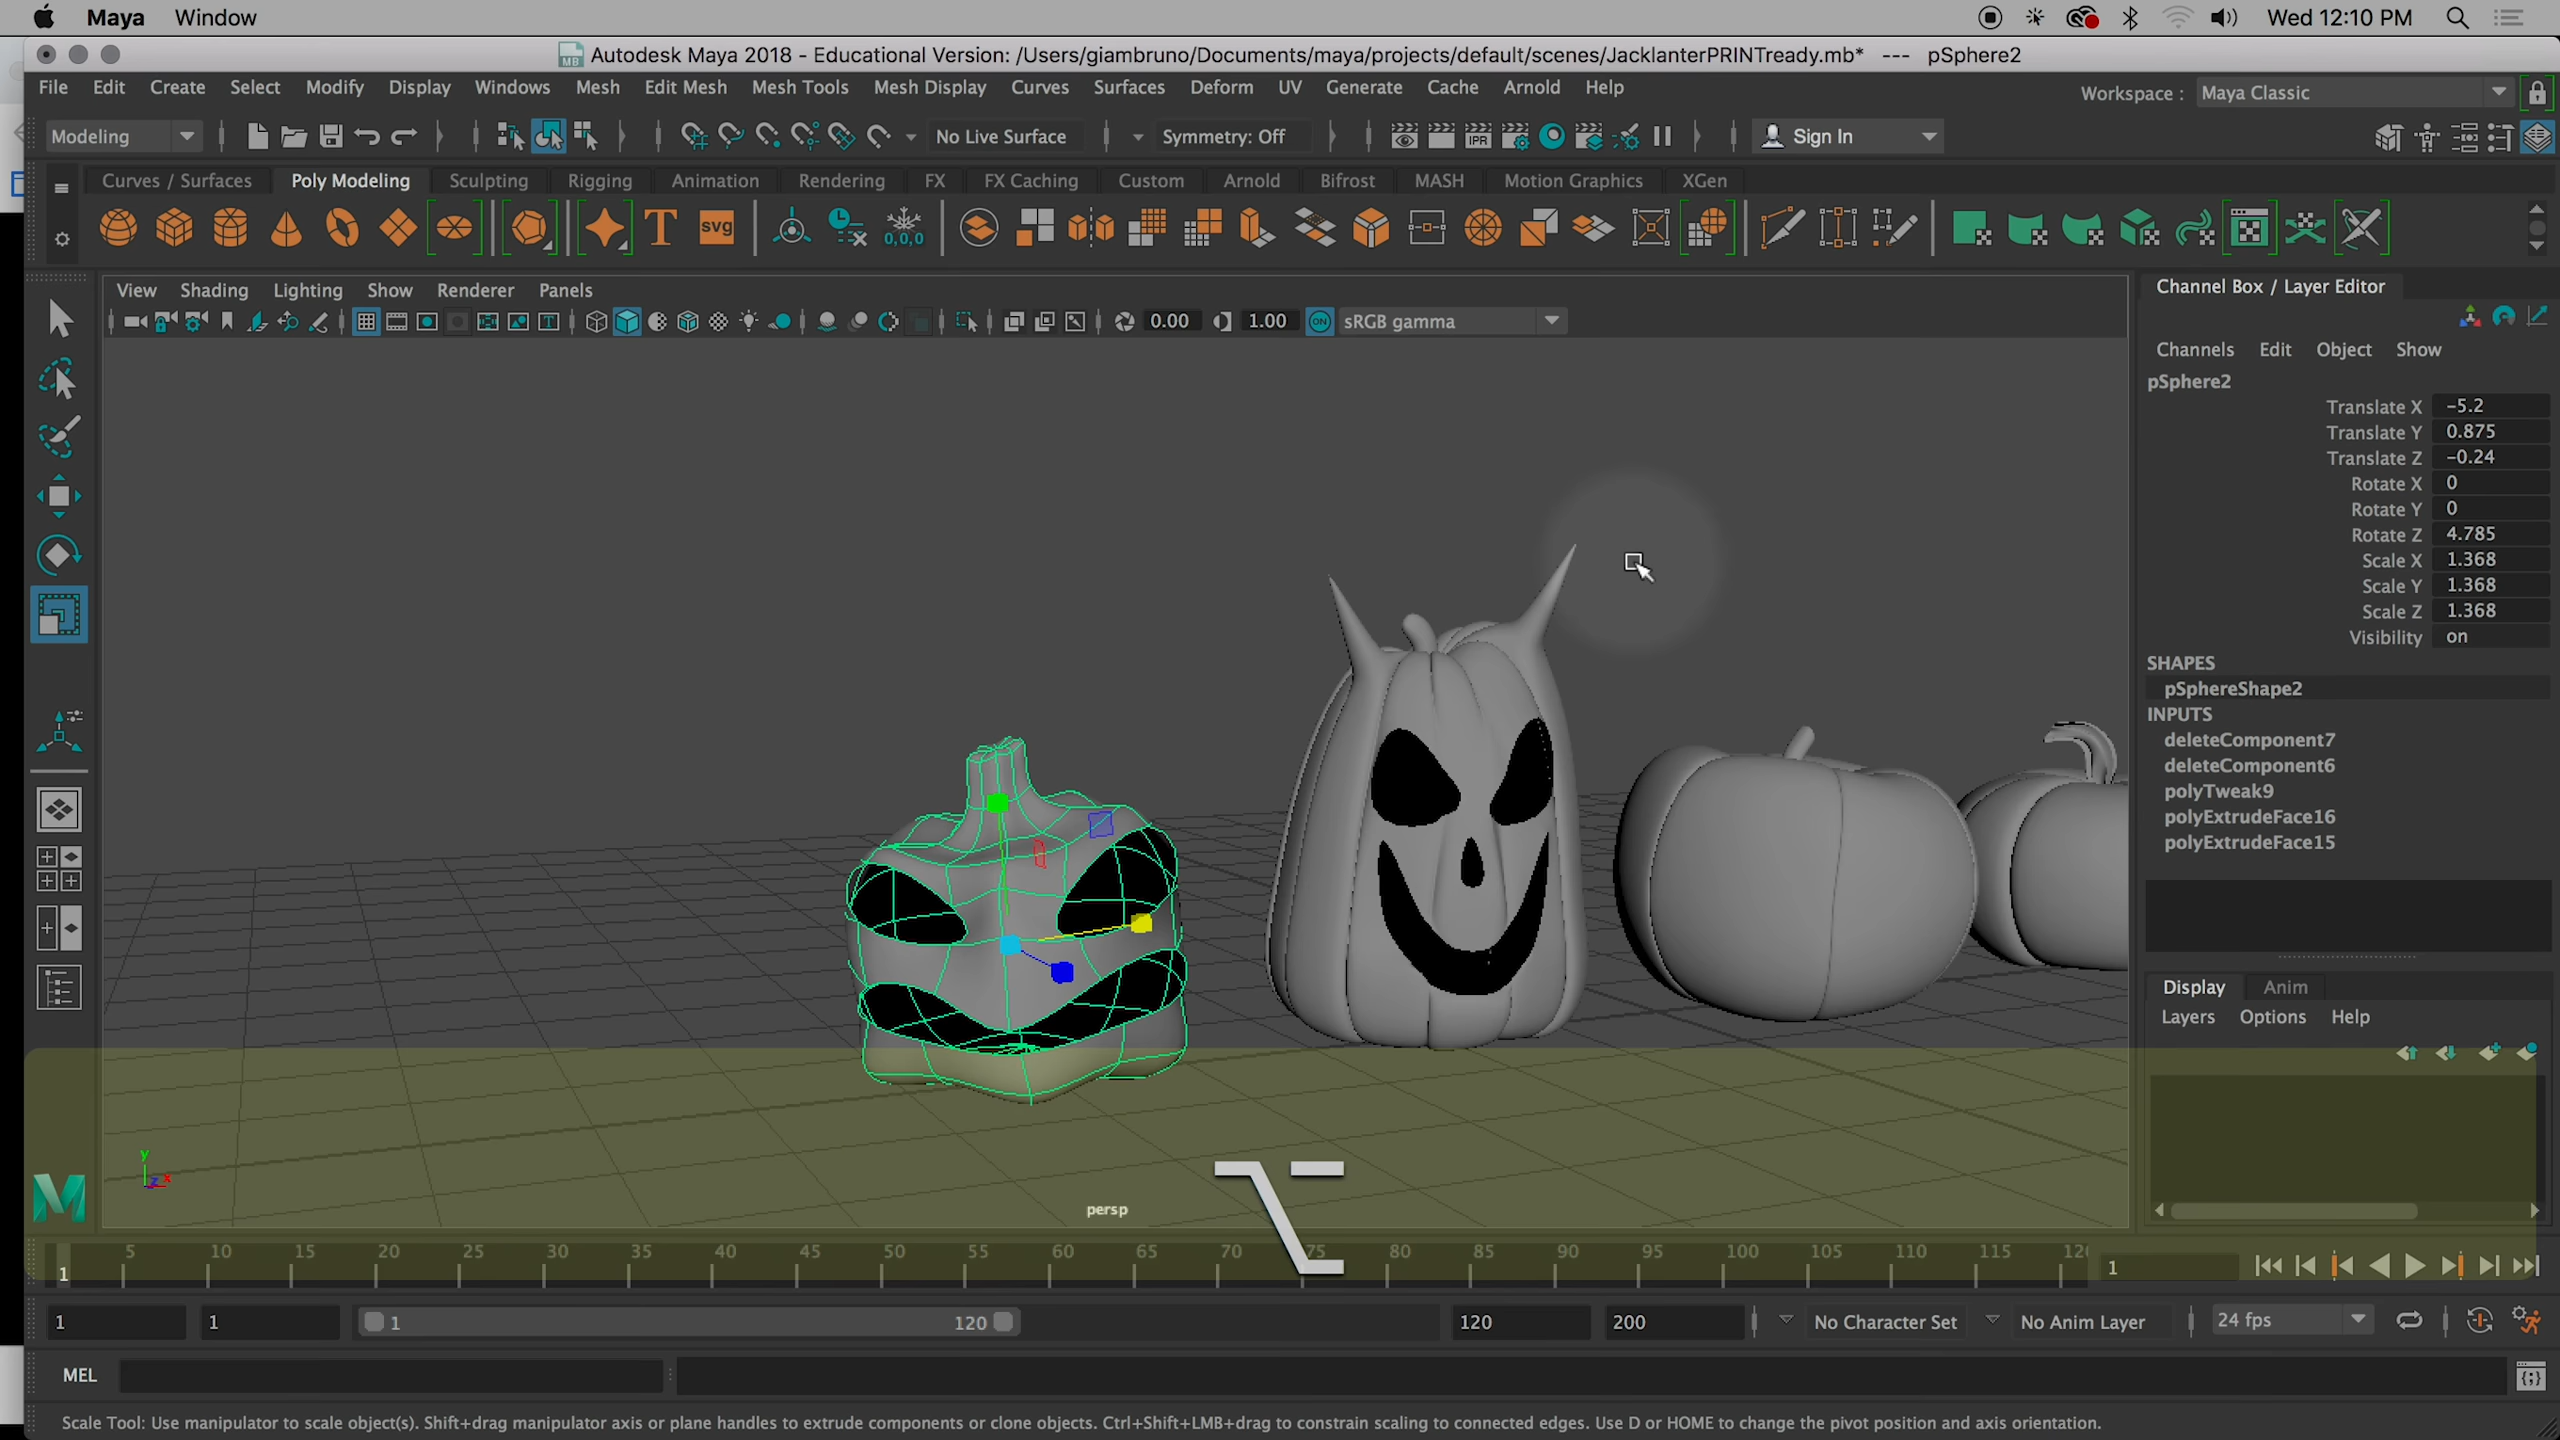 Maya Window Wed 12:10 PM
Autodesk Maya 2018 - Educational Version: /Users/giambruno/Documents/maya/projects/default/scenes/JacklanterPRINTready.mb* --- pSphere2
File Edit Create Select Modify Display Windows Mesh Edit Mesh Mesh Tools Mesh Display Curves Surfaces Deform UV Generate Cache Arnold Help Workspace : Maya Classic
Modeling No Live Surface Symmetry: Off IPR Sign In
Curves / Surfaces Poly Modeling Sculpting Rigging Animation Rendering FX FX Caching Custom Arnold Bifrost MASH Motion Graphics XGen
T svg 0,0,0
View Shading Lighting Show Renderer Panels
0.00 1.00 ON sRGB gamma
Channel Box / Layer Editor
Channels Edit Object Show
pSphere2
Translate X -5.2
Translate Y 0.875
Translate Z -0.24
Rotate X 0
Rotate Y 0
Rotate Z 4.785
Scale X 1.368
Scale Y 1.368
Scale Z 1.368
Visibility on
SHAPES
pSphereShape2
INPUTS
deleteComponent7
deleteComponent6
polyTweak9
polyExtrudeFace16
polyExtrudeFace15
Display Anim
Layers Options Help
y
z x
persp
M
5 10 15 20 25 30 35 40 45 50 55 60 65 70 75 80 85 90 95 100 105 110 115 12
1 1
1 1 1 120 120 200 No Character Set No Anim Layer 24 fps
MEL
Scale Tool: Use manipulator to scale object(s). Shift+drag manipulator axis or plane handles to extrude components or clone objects. Ctrl+Shift+LMB+drag to constrain scaling to connected edges. Use D or HOME to change the pivot position and axis orientation.